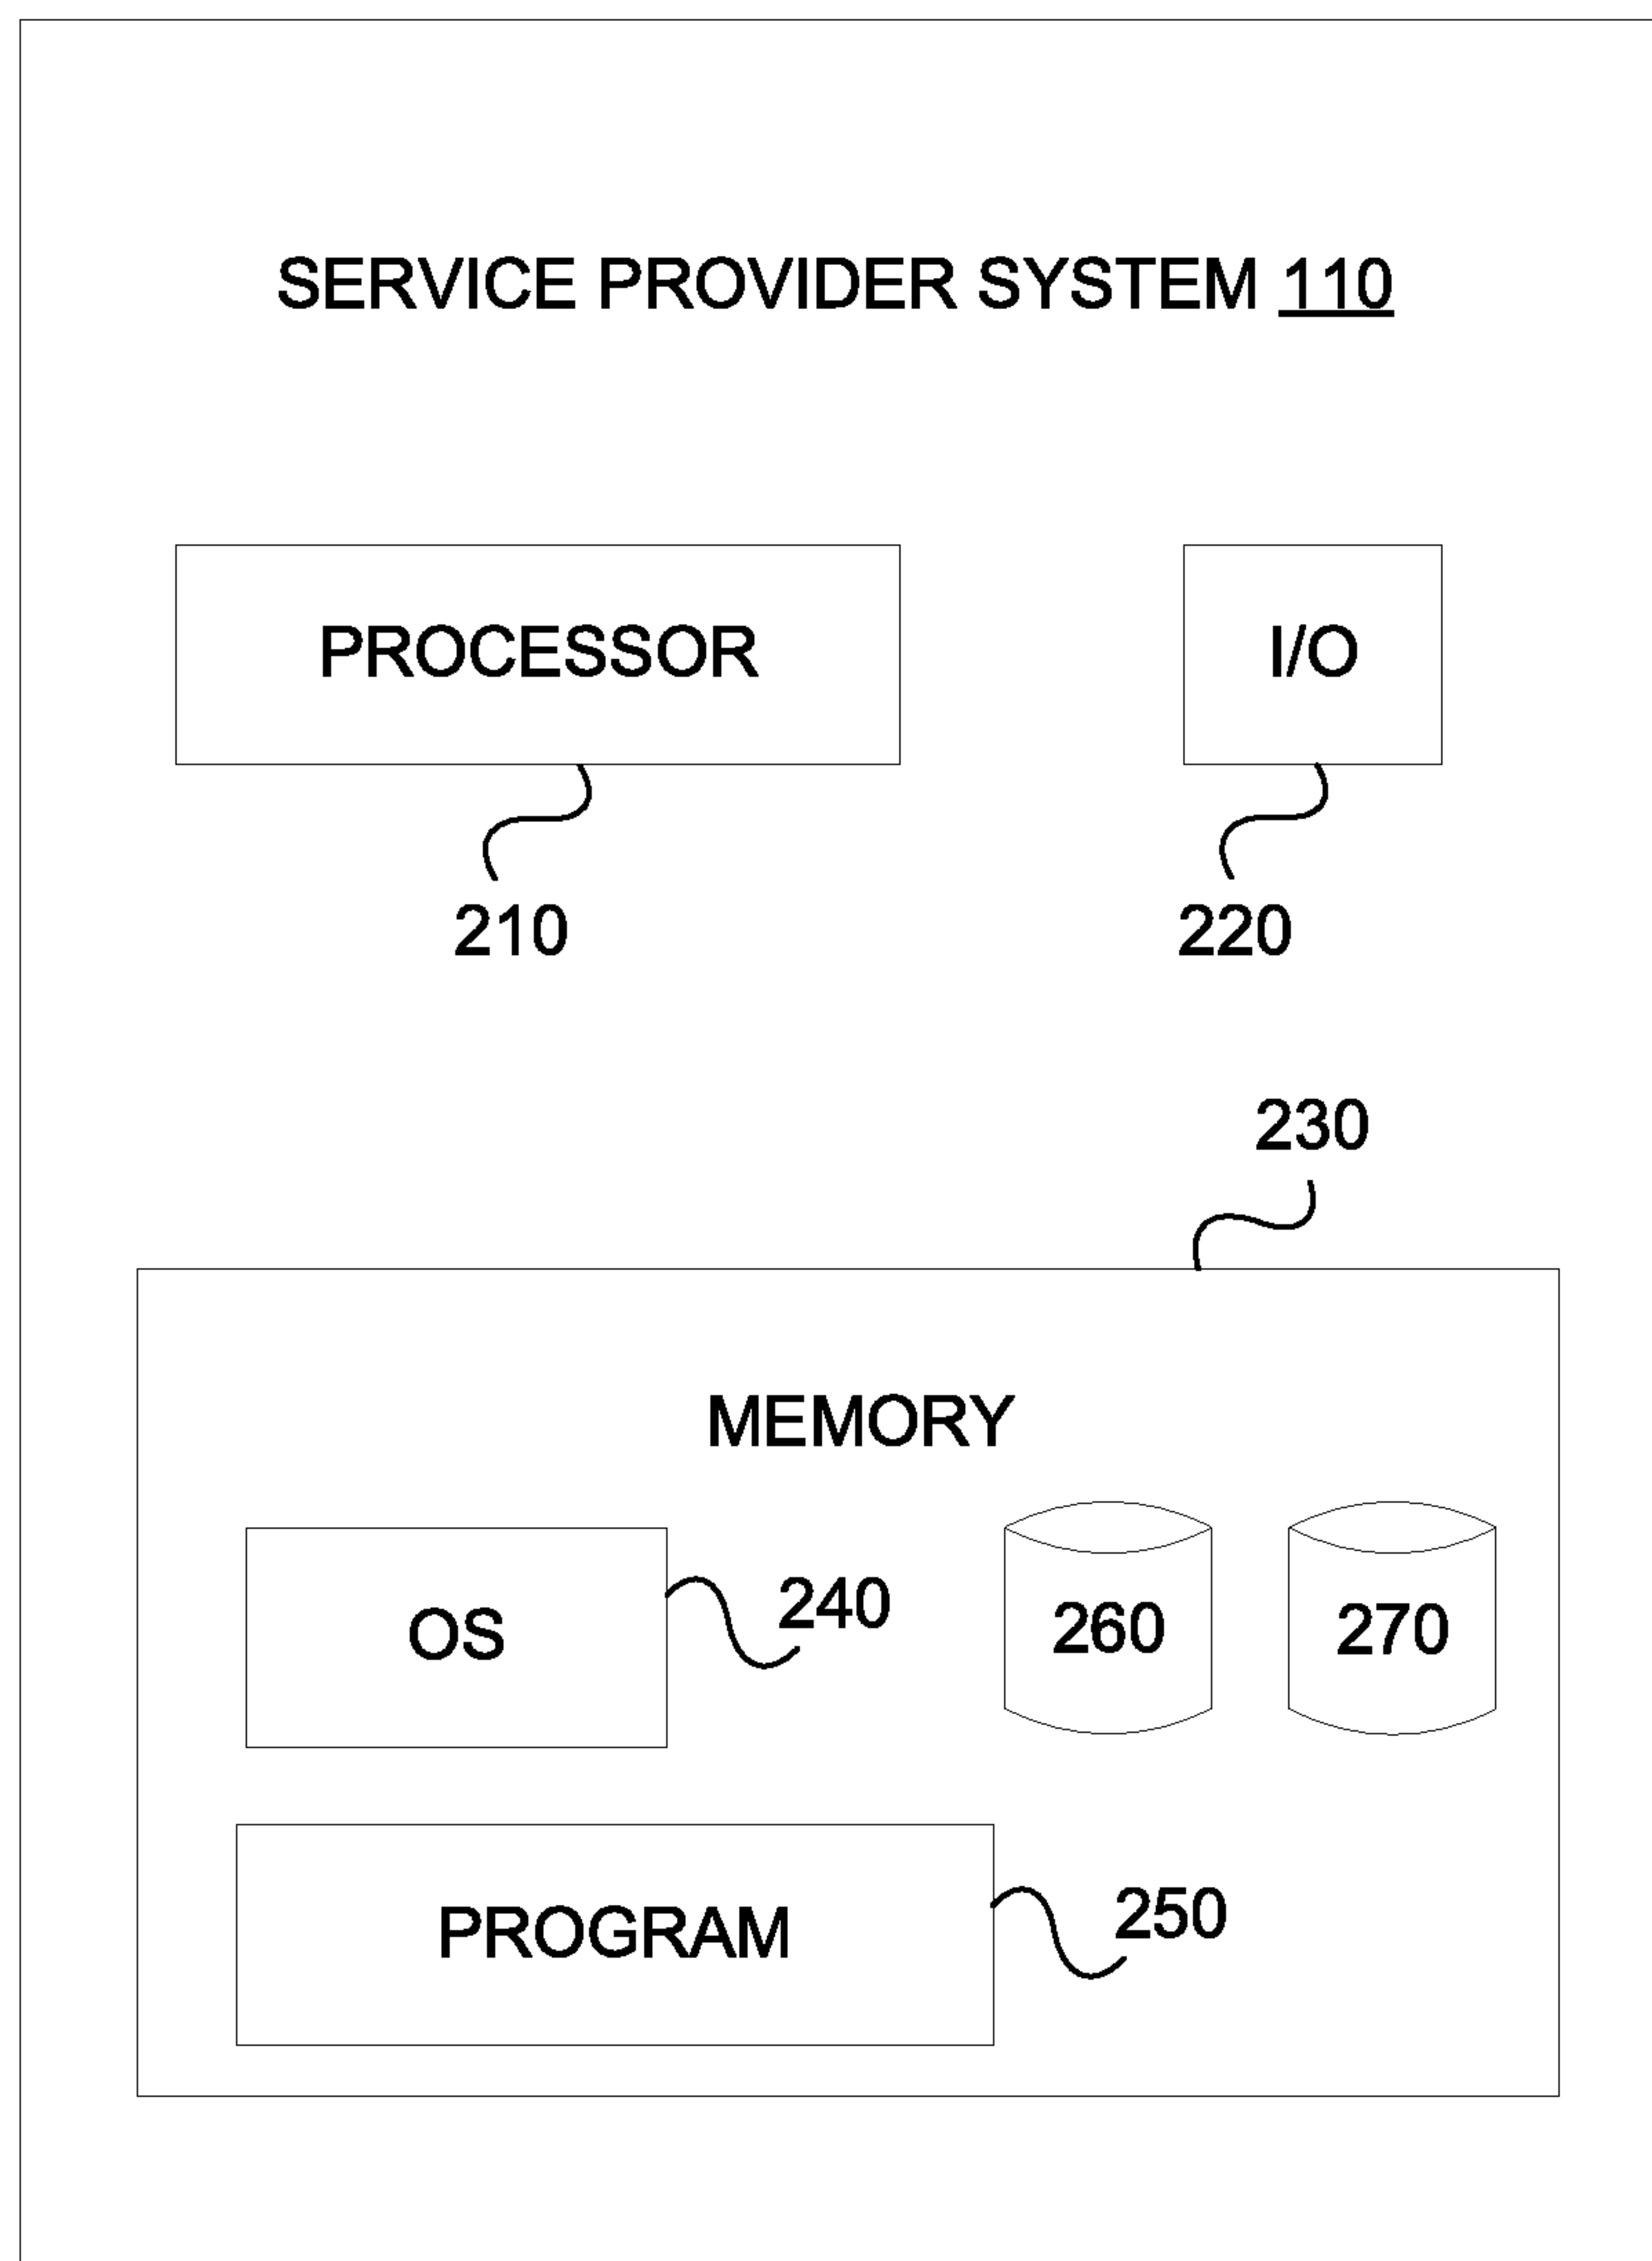 SERVICE PROVIDER SYSTEM 110
PROCESSOR
I/O
210
220
230
MEMORY
OS
240
260
270
PROGRAM
250